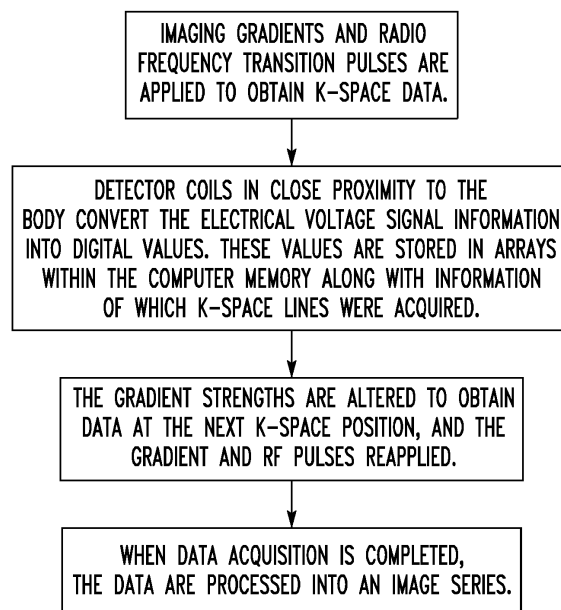 IMAGING GRADIENTS AND RADIO
FREQUENCY TRANSITION PULSES ARE
APPLIED TO OBTAIN K-SPACE DATA.
DETECTOR COILS IN CLOSE PROXIMITY TO THE
BODY CONVERT THE ELECTRICAL VOLTAGE SIGNAL INFORMATION
INTO DIGITAL VALUES. THESE VALUES ARE STORED IN ARRAYS
WITHIN THE COMPUTER MEMORY ALONG WITH INFORMATION
OF WHICH K-SPACE LINES WERE ACQUIRED.
THE GRADIENT STRENGTHS ARE ALTERED TO OBTAIN
DATA AT THE NEXT K-SPACE POSITION, AND THE
GRADIENT AND RF PULSES REAPPLIED.
WHEN DATA ACQUISITION IS COMPLETED,
THE DATA ARE PROCESSED INTO AN IMAGE SERIES.